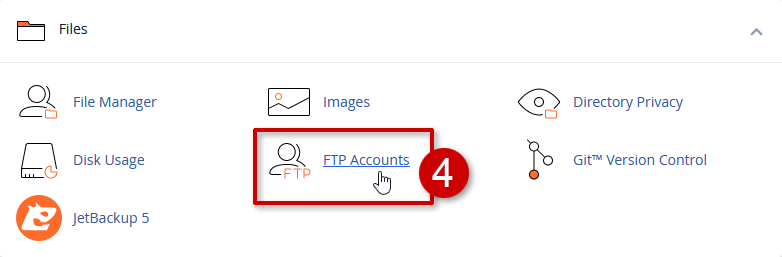 Files
File Manager
Images
Directory Privacy
Disk Usage
FTP
FTP Accounts
4
Git™ Version Control
JetBackup 5